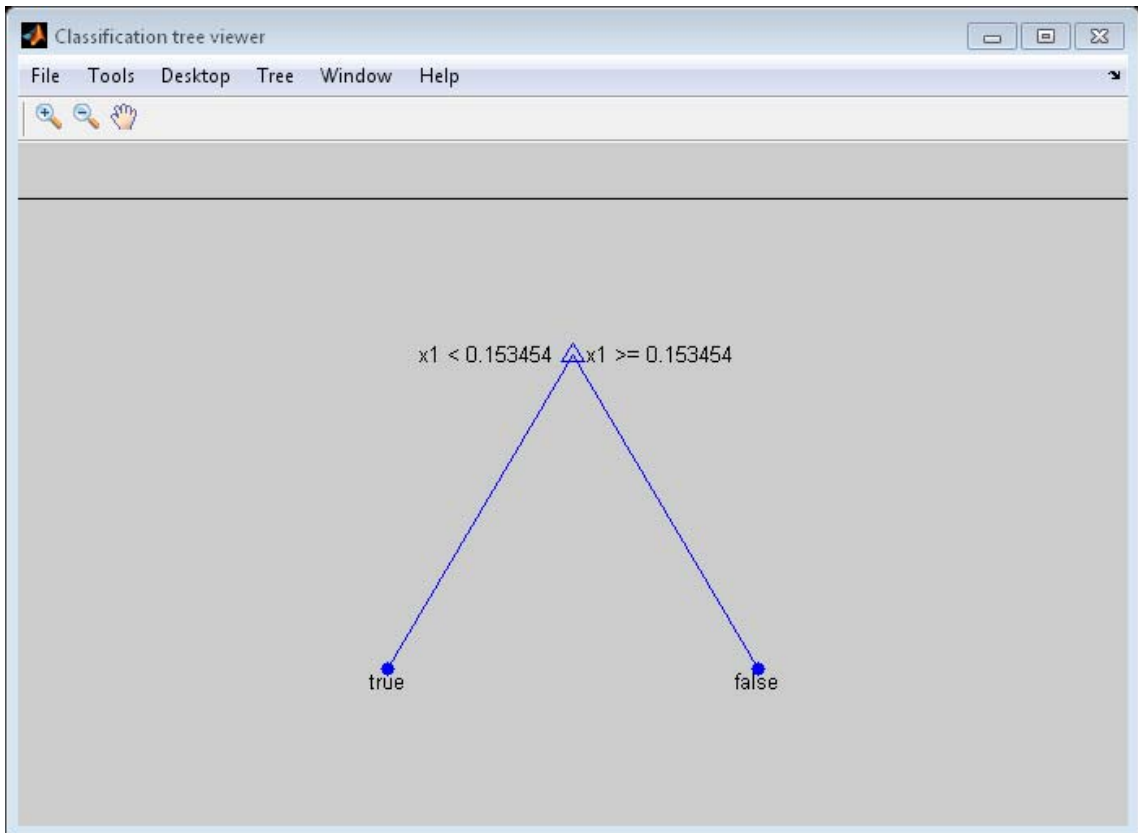 Classification tree viewer
File Tools Desktop Tree Window Help
x1 < 0.153454 x1 >= 0.153454
true false